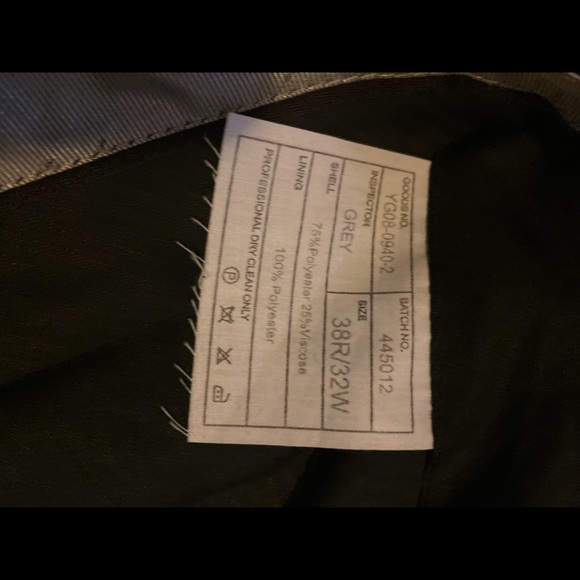 GOODS NO. BATCH NO.
YG08-0940-2 445012
INSPECTOR SIZE
GREY 38R/32W
SHELL
75%Polyester 25%Viscose
LINING
100% Polyester
PROFESSIONAL DRY CLEAN ONLY
P